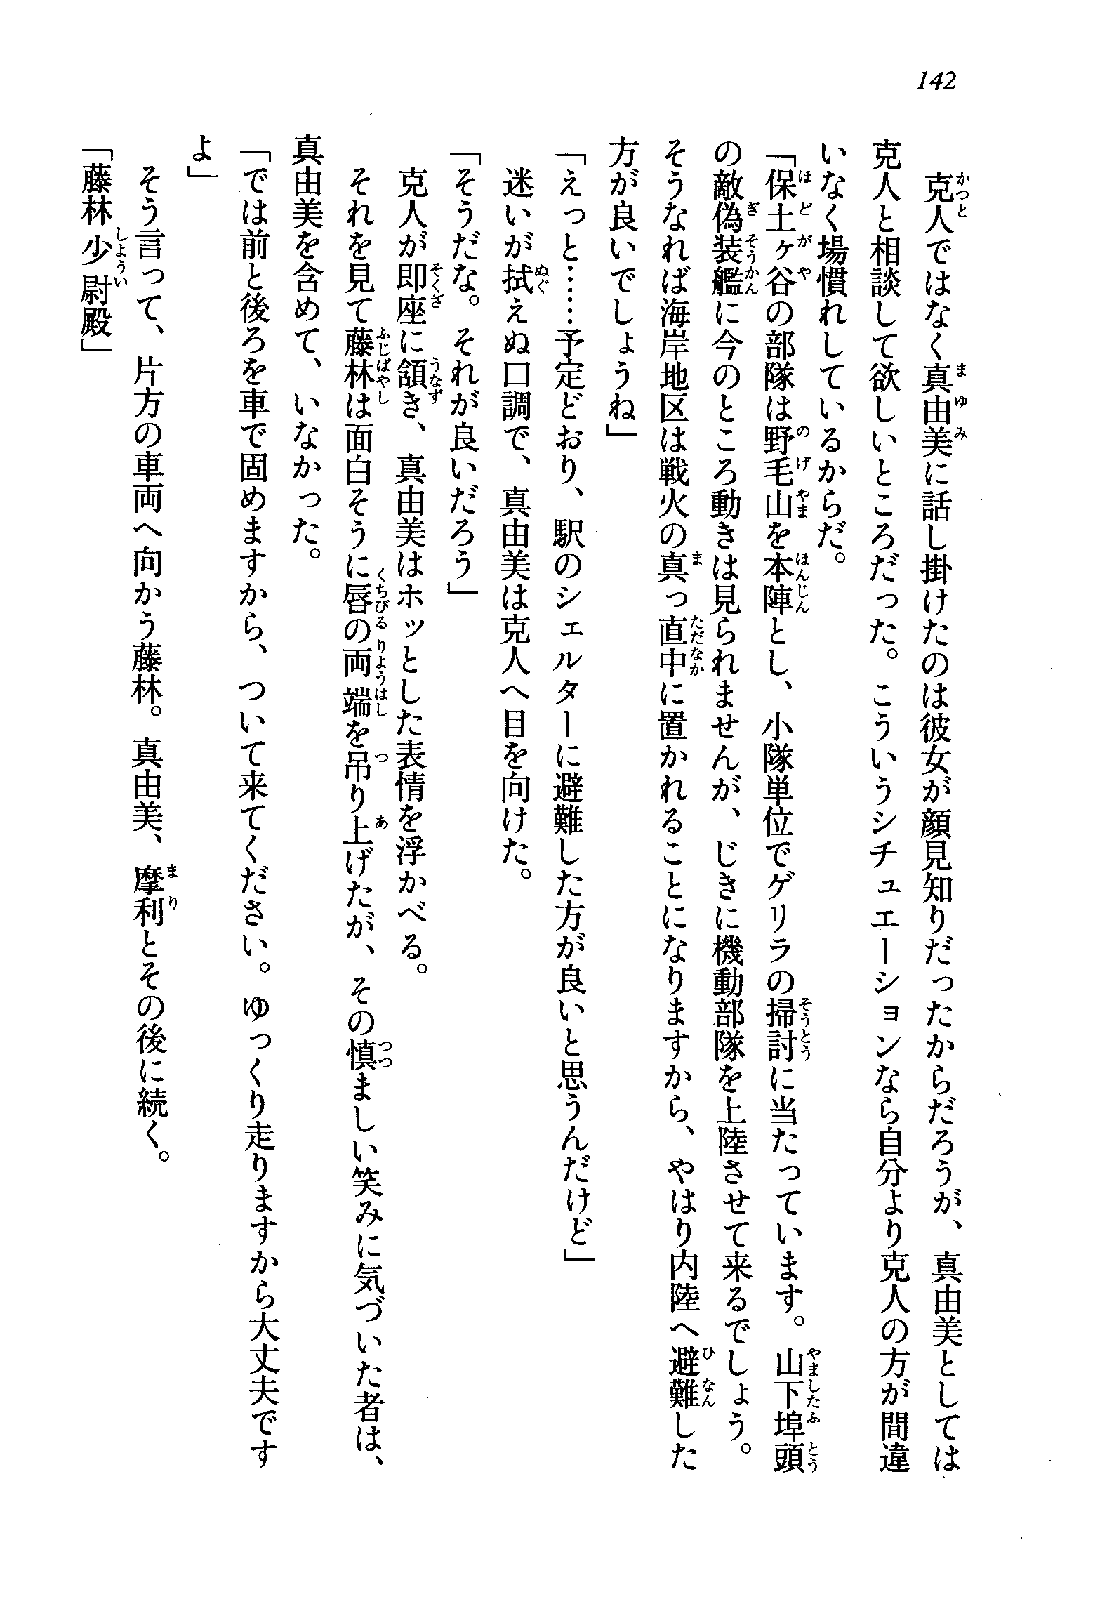 142
克人ではなく真由美に話し掛けたのは彼女が顔見知りだったからだろうが、真由美としては
克人と相談して欲しいところだった。こういうシチュエーションなら自分より克人の方が間違
いなく場慣れしているからだ。
「保土ヶ谷の部隊は野毛山を本陣とし、小隊単位でゲリラの掃討に当たっています。山下埠頭
の敵偽装艦に今のところ動きは見られませんが、じきに機動部隊を上陸させて来るでしょう。
そうなれば海岸地区は戦火の真っ直中に置かれることになりますから、やはり内陸へ避難した
方が良いでしょうね」
「えっと……予定どおり、駅のシェルターに避難した方が良いと思うんだけど」
迷いが拭えぬ口調で、真由美は克人へ目を向けた。
「そうだな。それが良いだろう」
克人が即座に頷き、真由美はホッとした表情を浮かべる。
それを見て藤林は面白そうに唇の両端を吊り上げたが、その慎ましい笑みに気づいた者は、
真由美を含めて、いなかった。
「では前と後ろを車で固めますから、ついて来てください。ゆっくり走りますから大丈夫です
よ」
そう言って、片方の車両へ向かう藤林。真由美、摩利とその後に続く。
「藤林少尉殿」